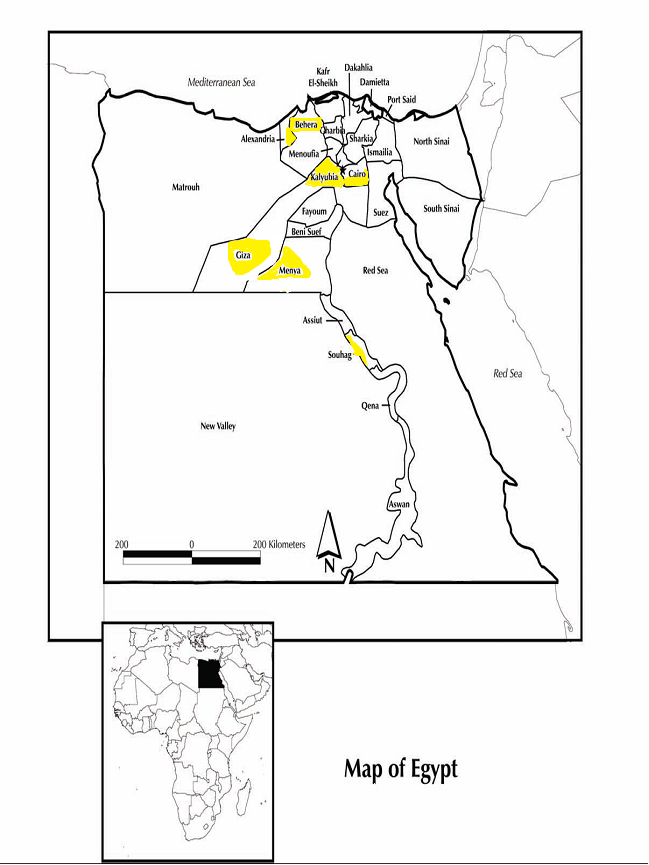 Mediterranean Sea
Kafr
El-Sheikh
Dakahlia
Damietta
Port Said
Alexandria
Behera
Gharbia
Sharkia
North Sinai
Menoufia
Ismailia
Matrouh
Kalyubia
Cairo
Fayoum
Suez
South Sinai
Beni Suef
Giza
Menya
Red Sea
Assiut
Souhag
Red Sea
Qena
New Valley
Aswan
200
0
200 Kilometers
N
Map of Egypt